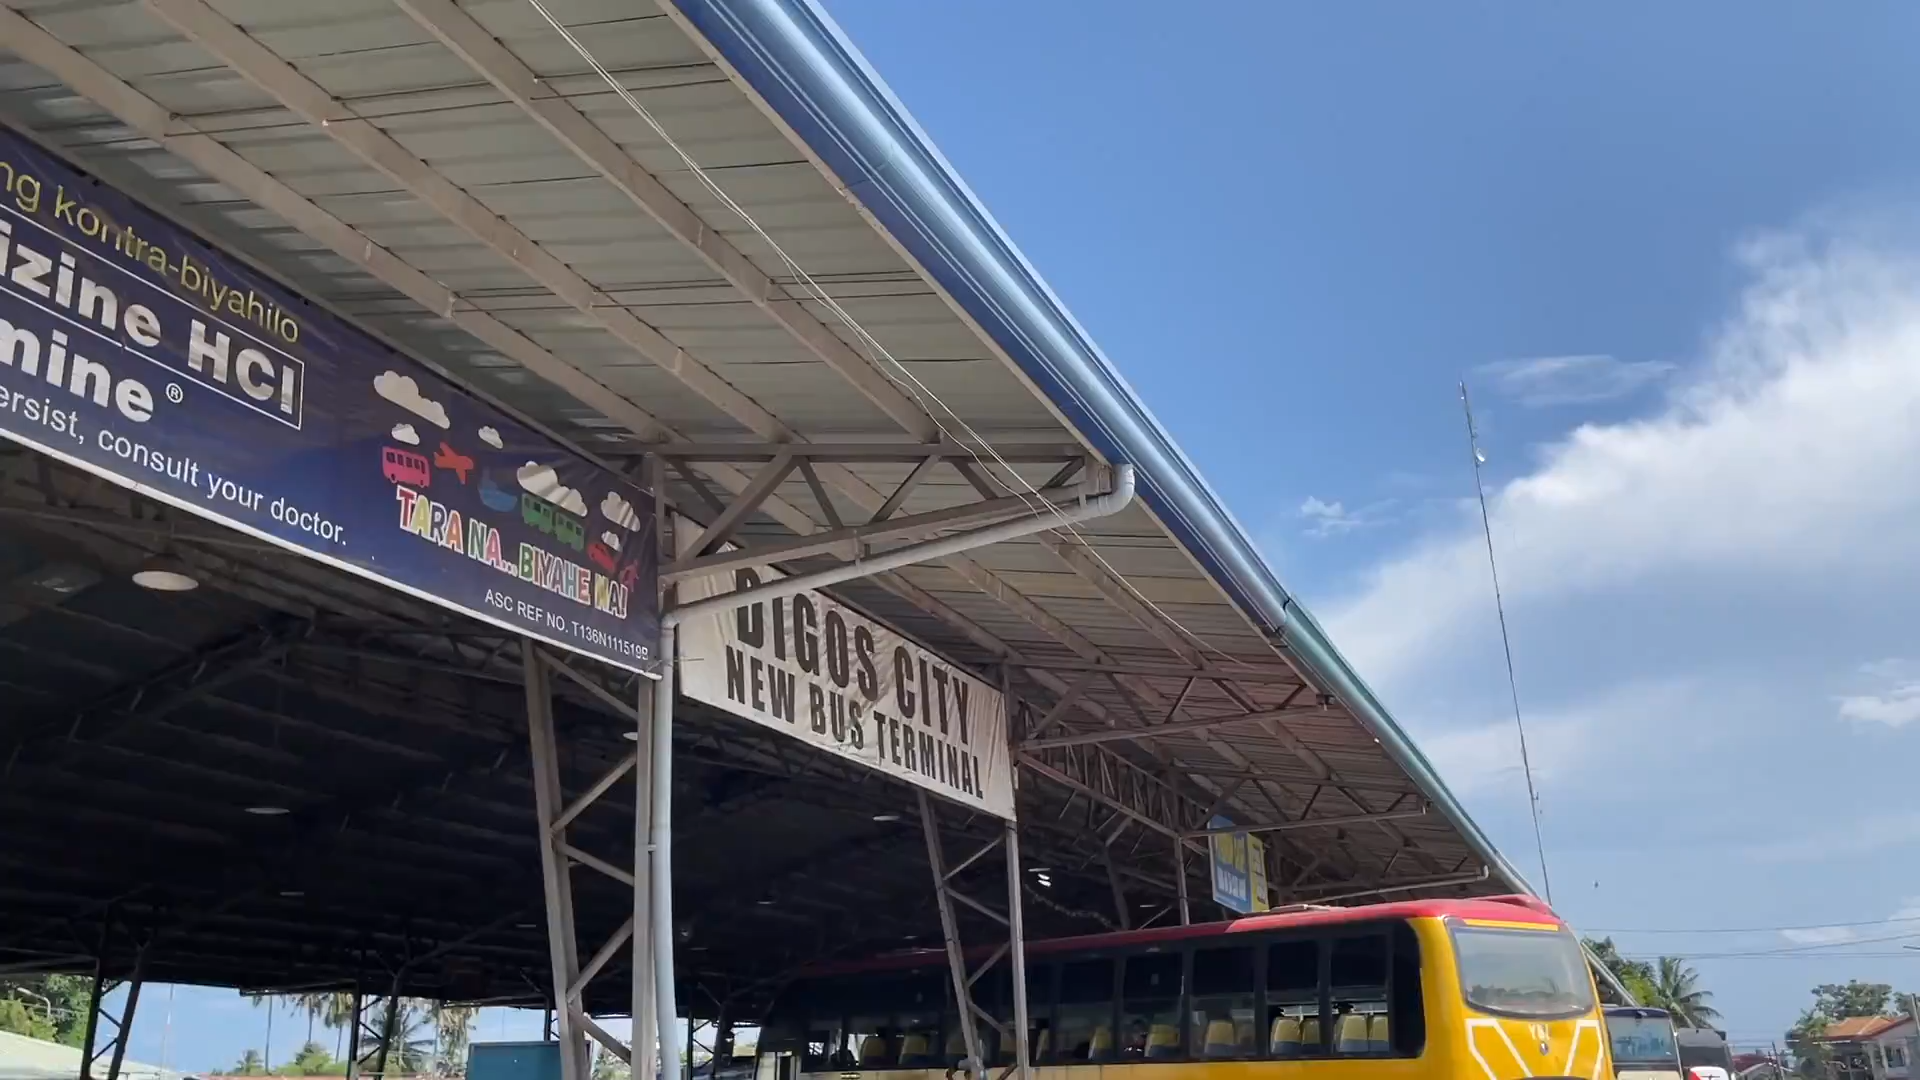 ng kontra-biyahilo
izine HCl
mine®
ersist, consult your doctor.
TARA NA...BIYAHE NA!
ASC REF NO. T136N111519B
DIGOS CITY
NEW BUS TERMINAL